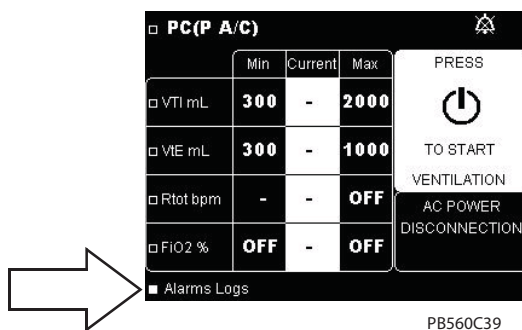 PC(P A/C)
Min Current Max
VTI mL 300 - 2000
VtE mL 300 - 1000
Rtot bpm - - OFF
FiO2 % OFF - OFF
PRESS
TO START
VENTILATION
AC POWER
DISCONNECTION
Alarms Logs
PB560C39